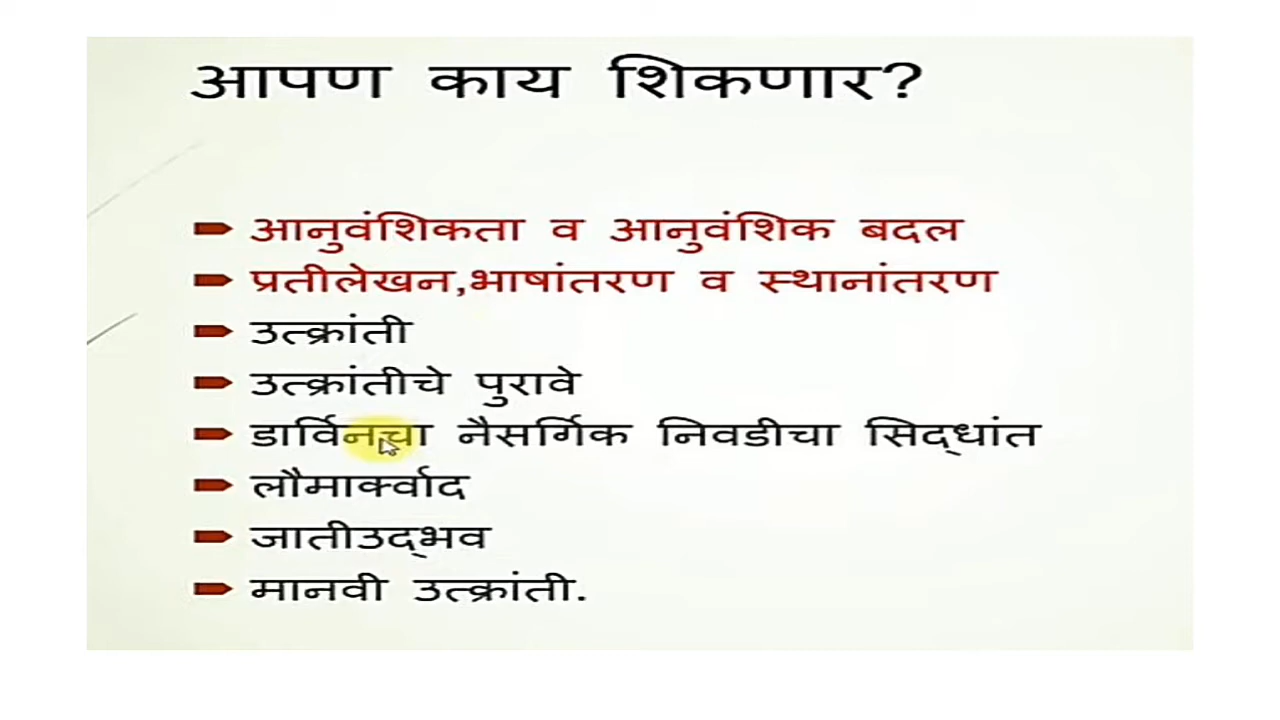 आपण काय शिकणार?
आनुवंशिकता व आनुवंशिक बदल
प्रतीलेखन,भाषांतरण व स्थानांतरण
उत्क्रांती
उत्क्रांतीचे पुरावे
डार्विनचा नैसर्गिक निवडीचा सिद्धांत
लौमार्क्वाद
जातीउद्भव
मानवी उत्क्रांती.